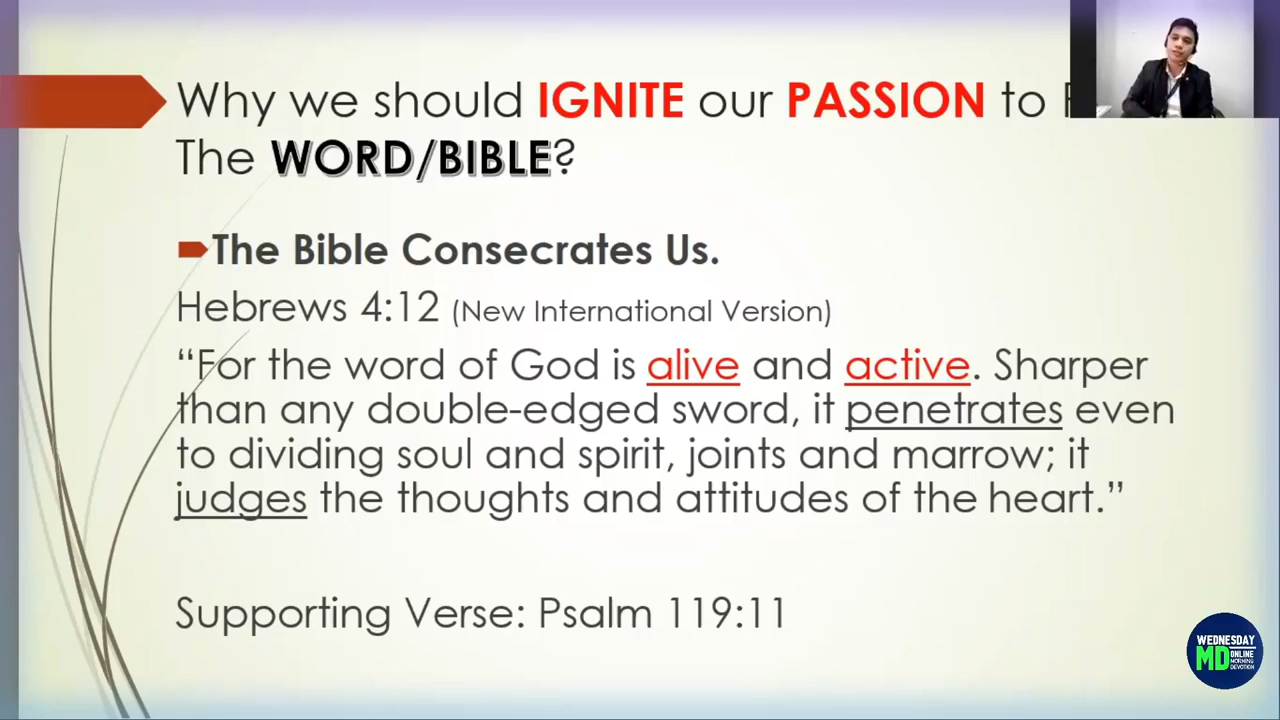 Why we should IGNITE our PASSION to
The WORD/BIBLE?
The Bible Consecrates Us.
Hebrews 4:12 (New International Version)
“For the word of God is alive and active. Sharper
than any double-edged sword, it penetrates even
to dividing soul and spirit, joints and marrow; it
judges the thoughts and attitudes of the heart.”
Supporting Verse: Psalm 119:11
WEDNESDAY
MD ONLINE
MORNING
DEVOTION